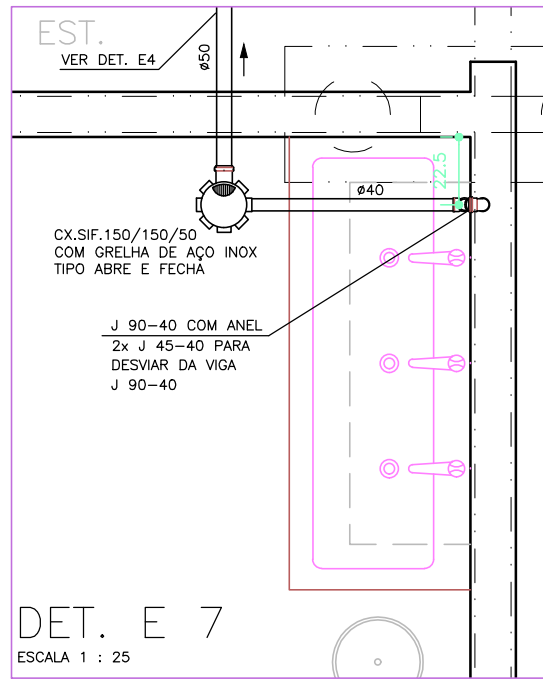 EST.
VER DET. E4
ø50
22.5
ø40
CX.SIF.150/150/50
COM GRELHA DE AÇO INOX
TIPO ABRE E FECHA
J 90-40 COM ANEL
2x J 45-40 PARA
DESVIAR DA VIGA
J 90-40
DET. E 7
ESCALA 1 : 25